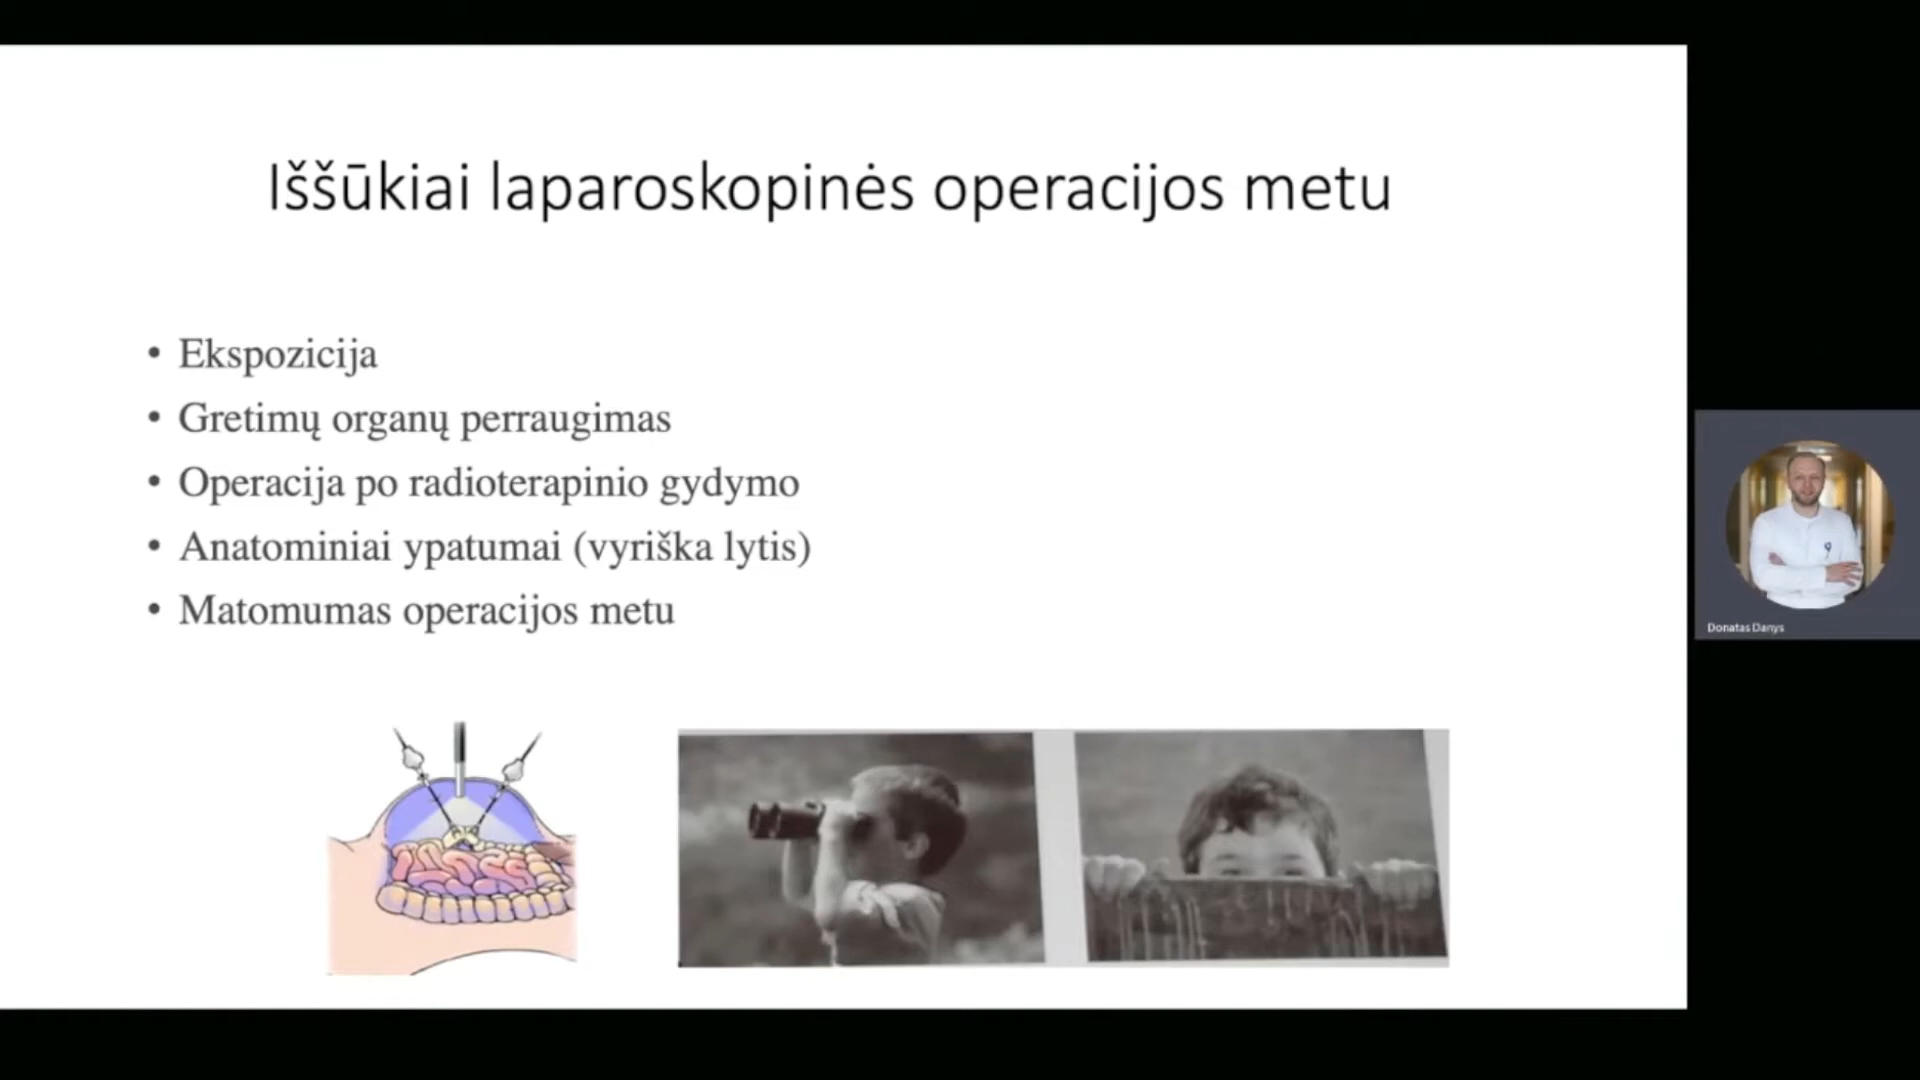 Iššūkiai laparoskopinės operacijos metu
• Ekspozicija
• Gretimų organų perraugimas
• Operacija po radioterapinio gydymo
• Anatominiai ypatumai (vyriška lytis)
• Matomumas operacijos metu
Donatas Danys